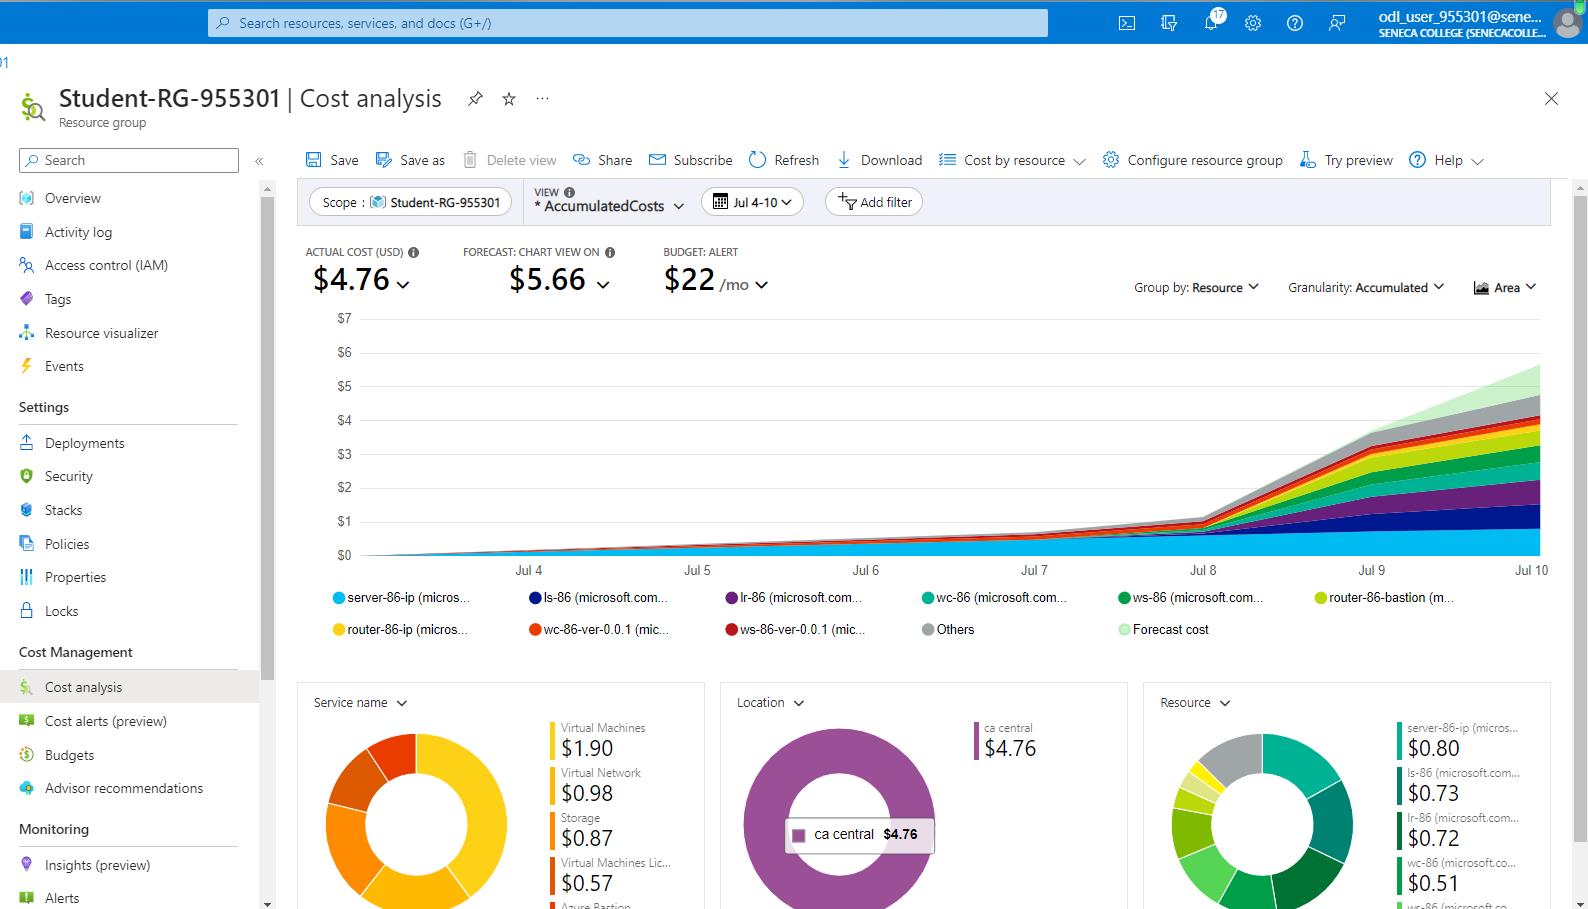 Search resources, services, and docs (G+/)
17
odl_user_955301@sene...
SENECA COLLEGE (SENECACOLLE...
01
Student-RG-955301 | Cost analysis
Resource group
Search
«
Overview
Activity log
Access control (IAM)
Tags
Resource visualizer
Events
Settings
Deployments
Security
Stacks
Policies
Properties
Locks
Cost Management
Cost analysis
Cost alerts (preview)
Budgets
Advisor recommendations
Monitoring
Insights (preview)
Alerts
Save Save as Delete view Share Subscribe Refresh Download Cost by resource Configure resource group Try preview Help
Scope : Student-RG-955301
VIEW
* AccumulatedCosts
Jul 4-10
Add filter
ACTUAL COST (USD)
$4.76
FORECAST: CHART VIEW ON
$5.66
BUDGET: ALERT
$22 /mo
Group by: Resource
Granularity: Accumulated
Area
$7
$6
$5
$4
$3
$2
$1
$0
Jul 4 Jul 5 Jul 6 Jul 7 Jul 8 Jul 9 Jul 10
server-86-ip (micros... ls-86 (microsoft.com... lr-86 (microsoft.com... wc-86 (microsoft.com... ws-86 (microsoft.com... router-86-bastion (m...
router-86-ip (micros... wc-86-ver-0.0.1 (mic... ws-86-ver-0.0.1 (mic... Others Forecast cost
Service name
Virtual Machines
$1.90
Virtual Network
$0.98
Storage
$0.87
Virtual Machines Lic...
$0.57
Azure Bastion
Location
ca central
$4.76
ca central $4.76
Resource
server-86-ip (micros...
$0.80
ls-86 (microsoft.com...
$0.73
lr-86 (microsoft.com...
$0.72
wc-86 (microsoft.co...
$0.51
ws-86 (microsoft.co...